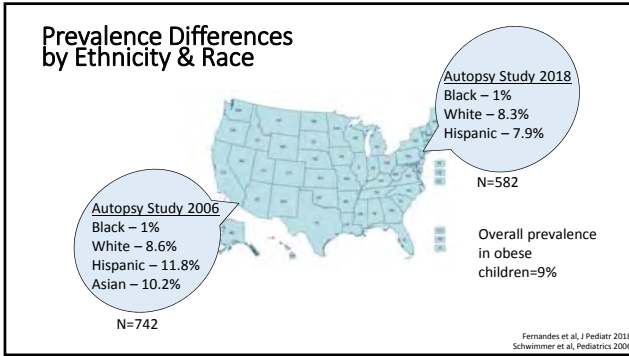 Prevalence Differences
by Ethnicity & Race
Autopsy Study 2018
Black – 1%
White – 8.3%
Hispanic – 7.9%
N=582
Autopsy Study 2006
Black – 1%
White – 8.6%
Hispanic – 11.8%
Asian – 10.2%
N=742
Overall prevalence
in obese
children=9%
Fernandes et al, J Pediatr 2018
Schwimmer et al, Pediatrics 2006